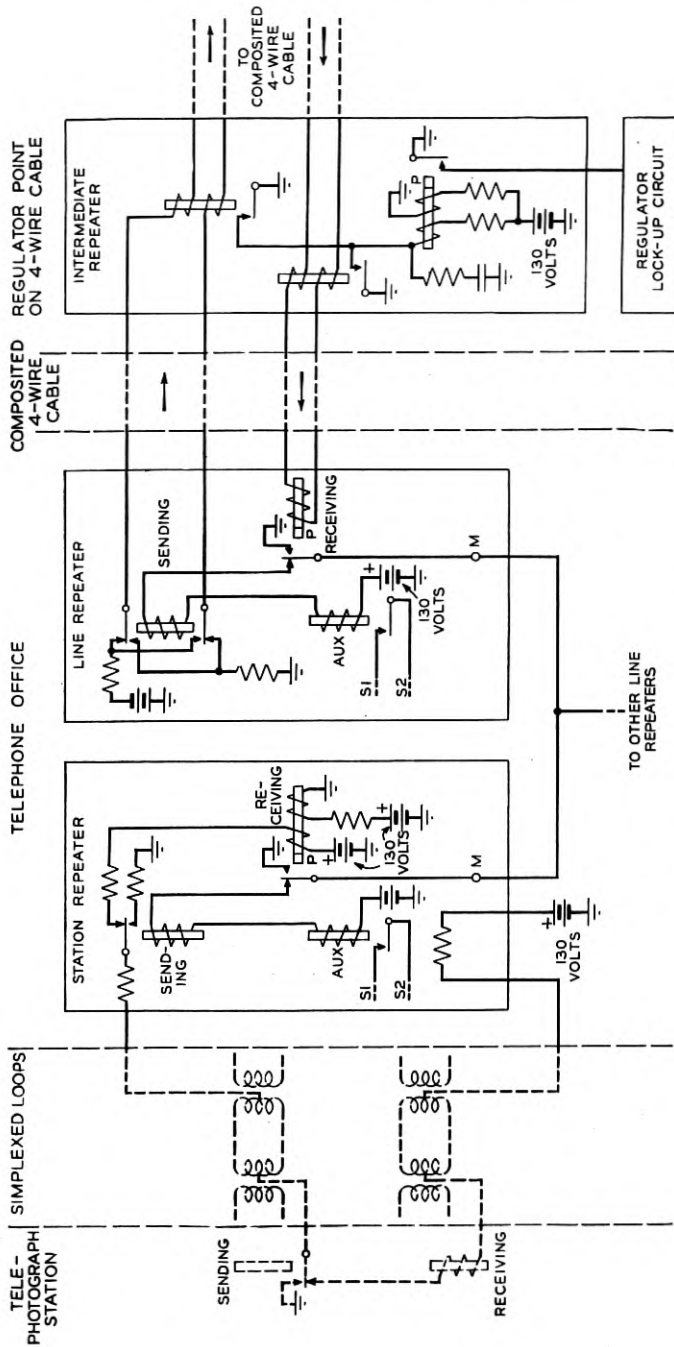 TELE-
PHOTOGRAPH
STATION
SIMPLEXED LOOPS
TELEPHONE OFFICE
COMPOSITED
4-WIRE
CABLE
REGULATOR POINT
ON 4-WIRE CABLE
SENDING
RECEIVING
STATION REPEATER
SEND-
ING
RE-
CEIVING
P
+
+
130
VOLTS
AUX
S1
S2
M
+
130
VOLTS
LINE REPEATER
SENDING
P
RECEIVING
AUX
+
130
VOLTS
S1
S2
M
TO OTHER LINE
REPEATERS
INTERMEDIATE
REPEATER
P
130
VOLTS
REGULATOR
LOCK-UP CIRCUIT
TO
COMPOSITED
4-WIRE
CABLE